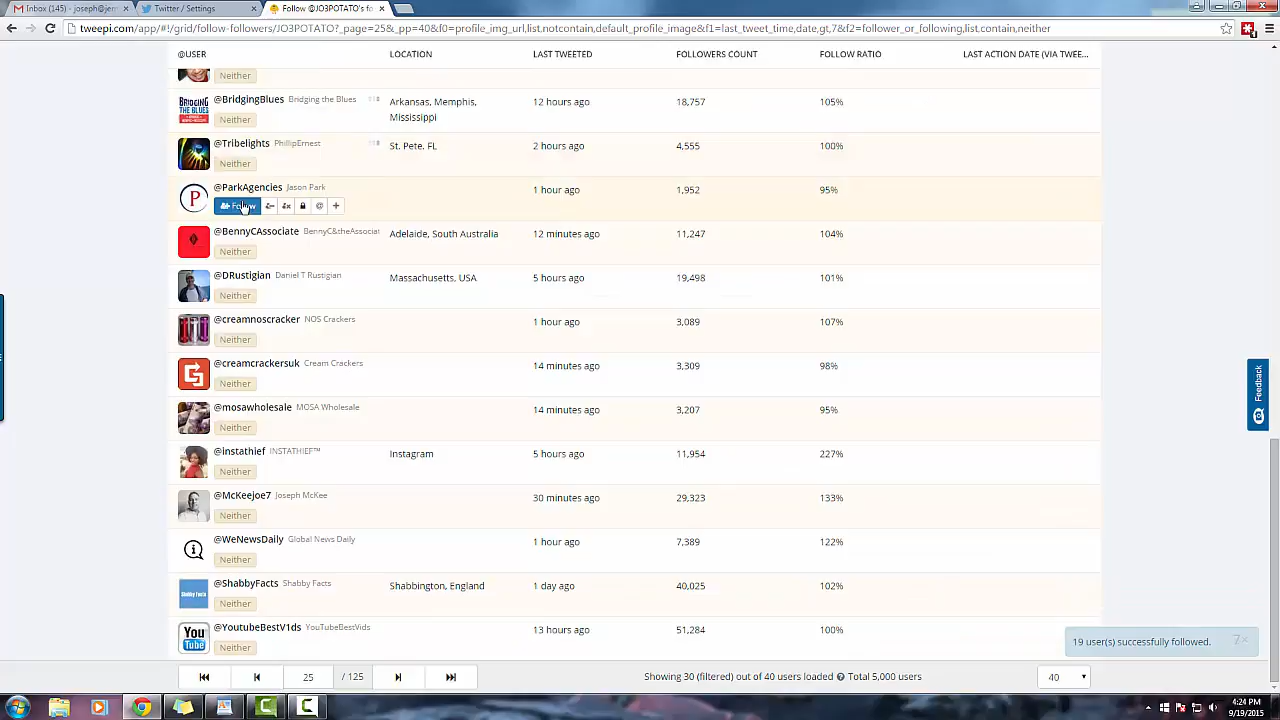 Inbox (145) - joseph@jerr
Twitter / Settings
Follow @JO3POTATO's fo
tweepi.com/app/#!/grid/follow-followers/JO3POTATO?_page=25&_pp=40&f0=profile_img_url,list,notcontain,default_profile_image&f1=last_tweet_time,date,gt,7&f2=follower_or_following,list,contain,neither
@USER LOCATION LAST TWEETED FOLLOWERS COUNT FOLLOW RATIO LAST ACTION DATE (VIA TWEE...
Neither
@BridgingBlues Bridging the Blues Arkansas, Memphis, Mississippi 12 hours ago 18,757 105%
Neither
@Tribelights PhillipErnest St. Pete, FL 2 hours ago 4,555 100%
Neither
@ParkAgencies Jason Park 1 hour ago 1,952 95%
Follow
@BennyCAssociate BennyC&theAssociat Adelaide, South Australia 12 minutes ago 11,247 104%
Neither
@DRustigian Daniel T Rustigian Massachusetts, USA 5 hours ago 19,498 101%
Neither
@creamnoscracker NOS Crackers 1 hour ago 3,089 107%
Neither
@creamcrackersuk Cream Crackers 14 minutes ago 3,309 98%
Neither
@mosawholesale MOSA Wholesale 14 minutes ago 3,207 95%
Neither
@instathief INSTATHIEF™ Instagram 5 hours ago 11,954 227%
Neither
@McKeejoe7 Joseph McKee 30 minutes ago 29,323 133%
Neither
@WeNewsDaily Global News Daily 1 hour ago 7,389 122%
Neither
@ShabbyFacts Shabby Facts Shabbington, England 1 day ago 40,025 102%
Neither
@YoutubeBestV1ds YouTubeBestVids 13 hours ago 51,284 100%
Neither
19 user(s) successfully followed. 7×
25 / 125 Showing 30 (filtered) out of 40 users loaded Total 5,000 users 40
Feedback
4:24 PM
9/19/2015